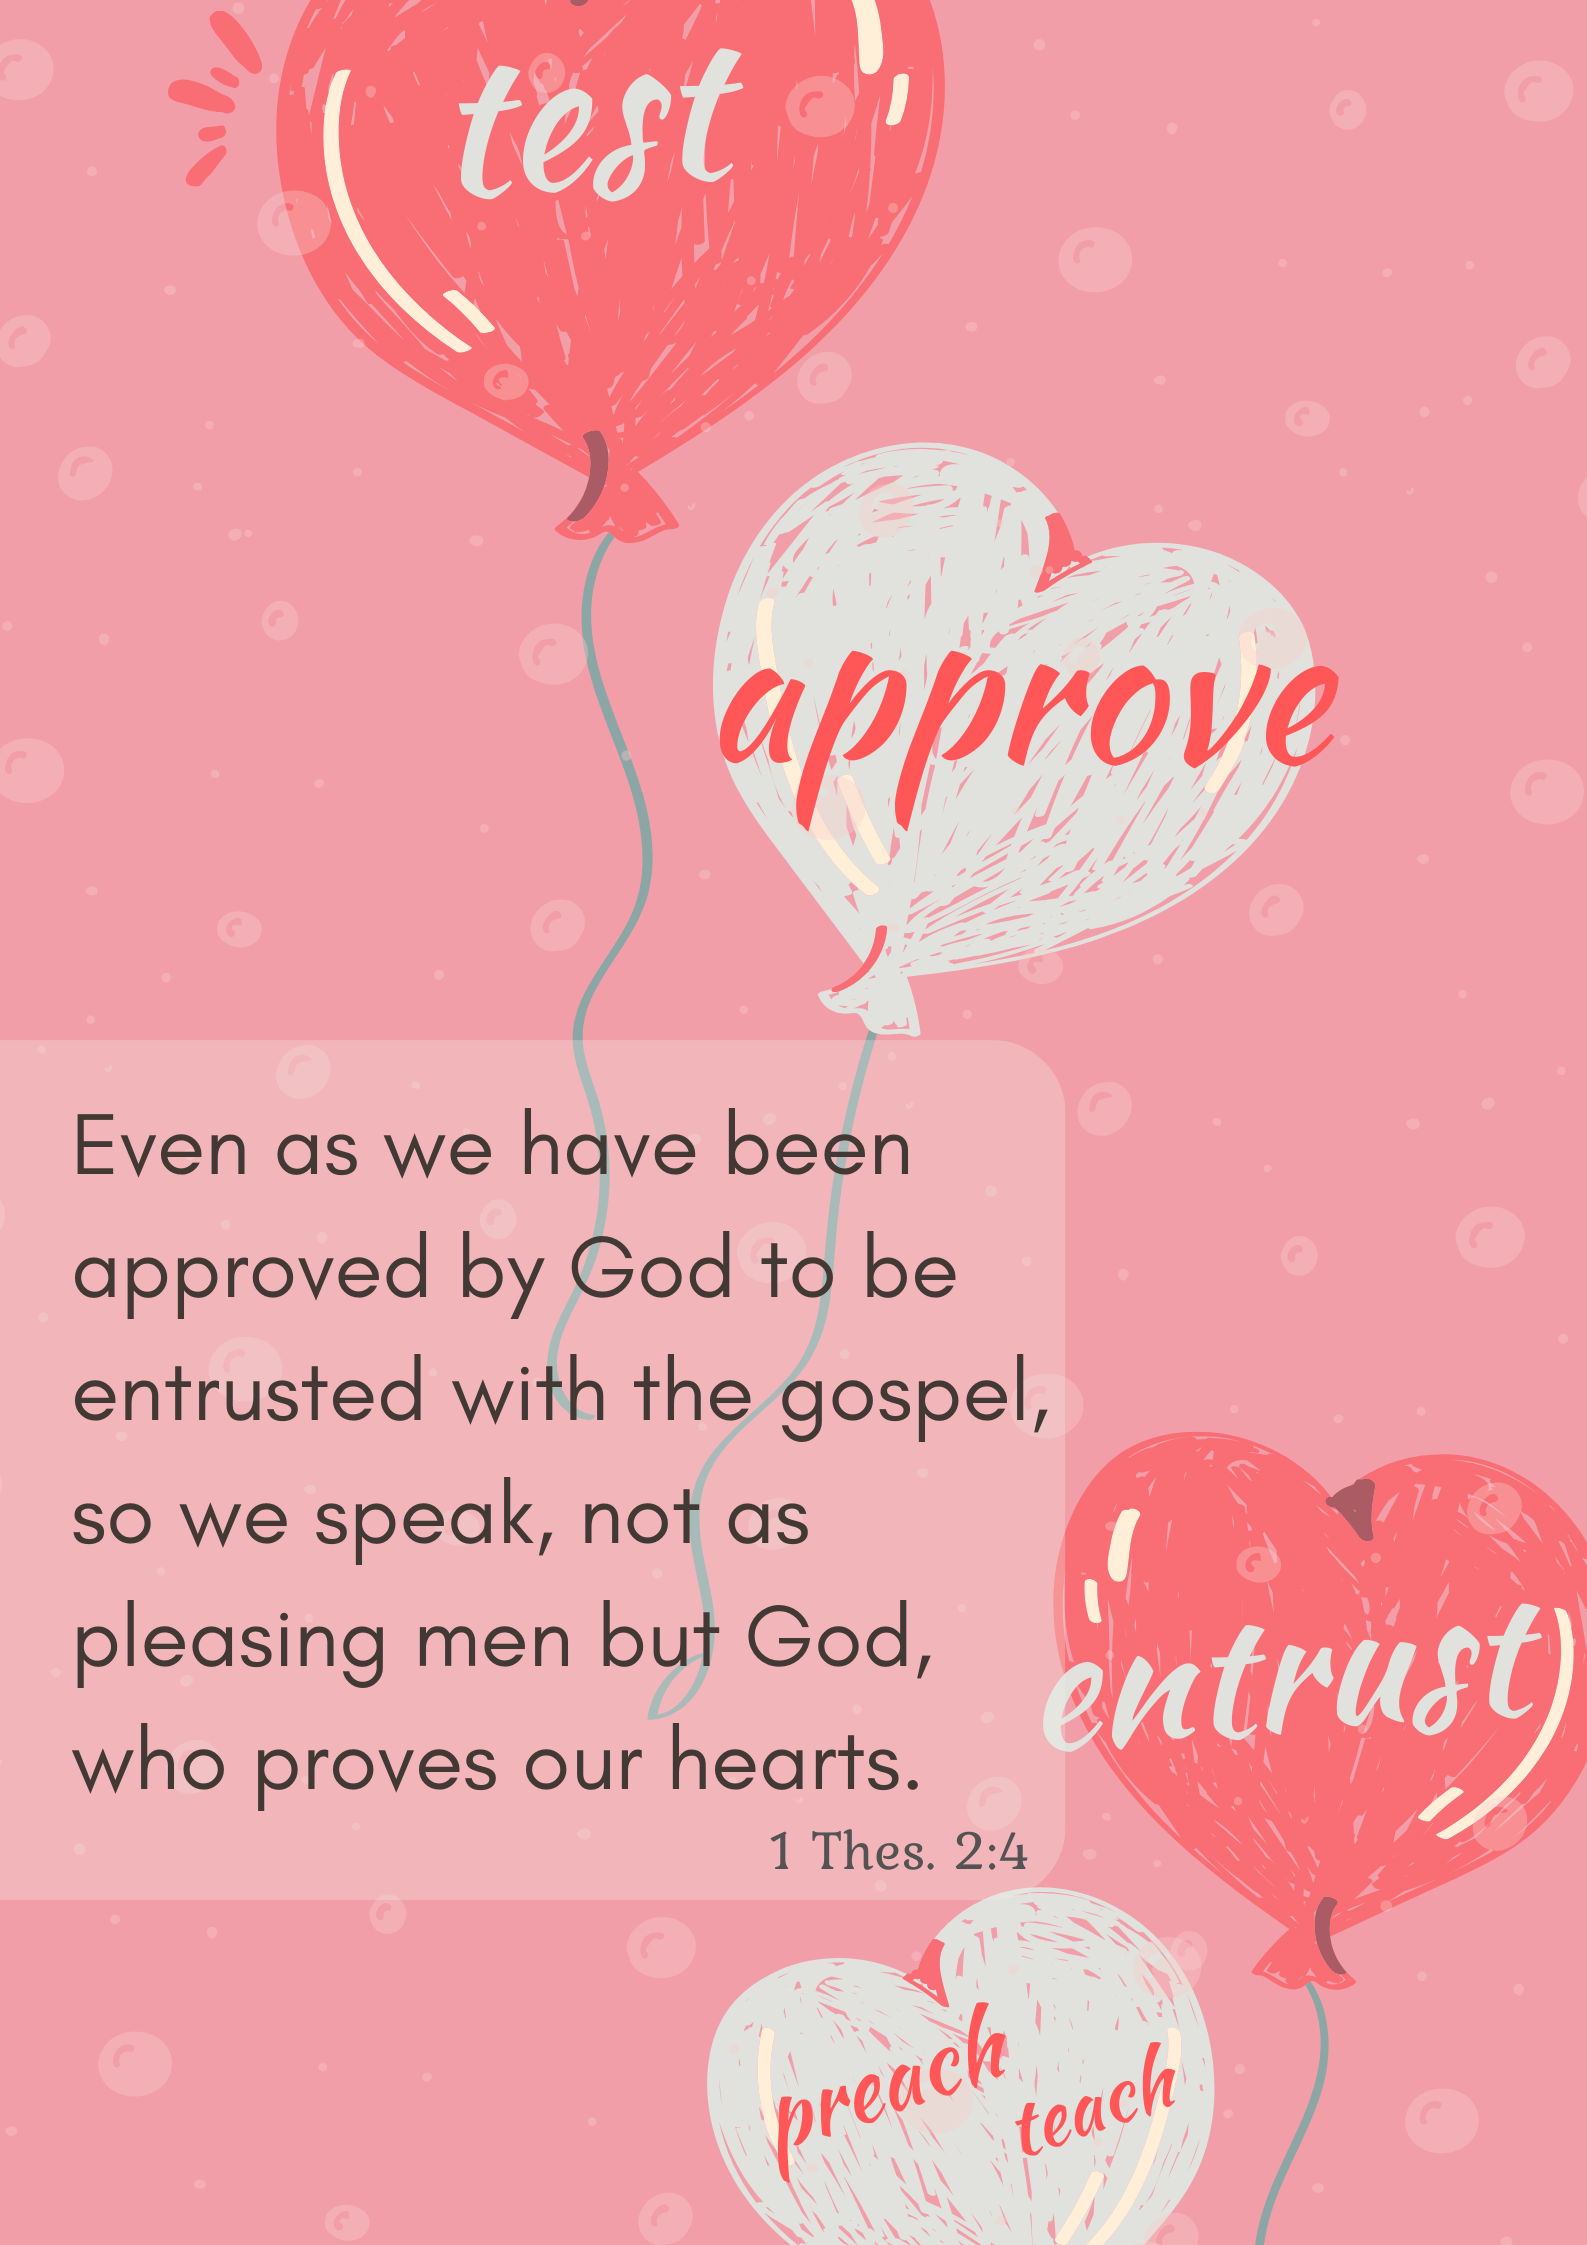 test
approve
Even as we have been
approved by God to be
entrusted with the gospel,
so we speak, not as
pleasing men but God,
who proves our hearts.
1 Thes. 2:4
entrust
preach
teach